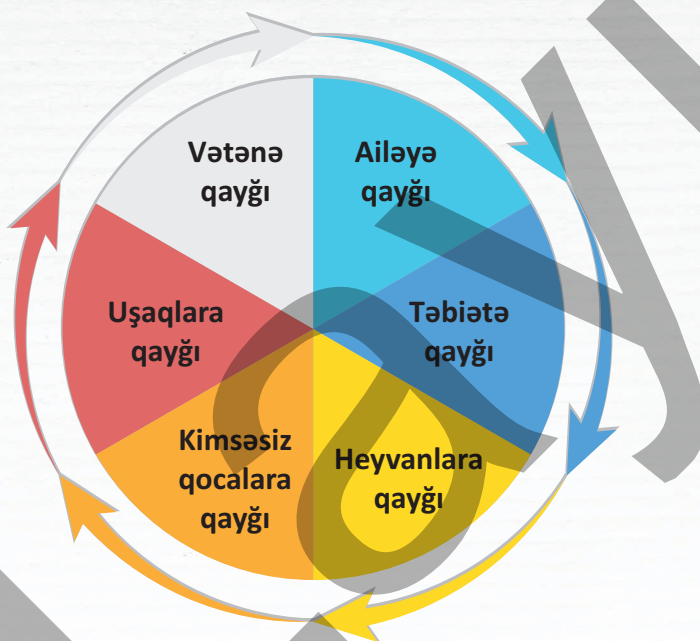 Vətənə
qayğı
Ailəyə
qayğı
Təbiətə
qayğı
Heyvanlara
qayğı
Kimsəsiz
qocalara
qayğı
Uşaqlara
qayğı